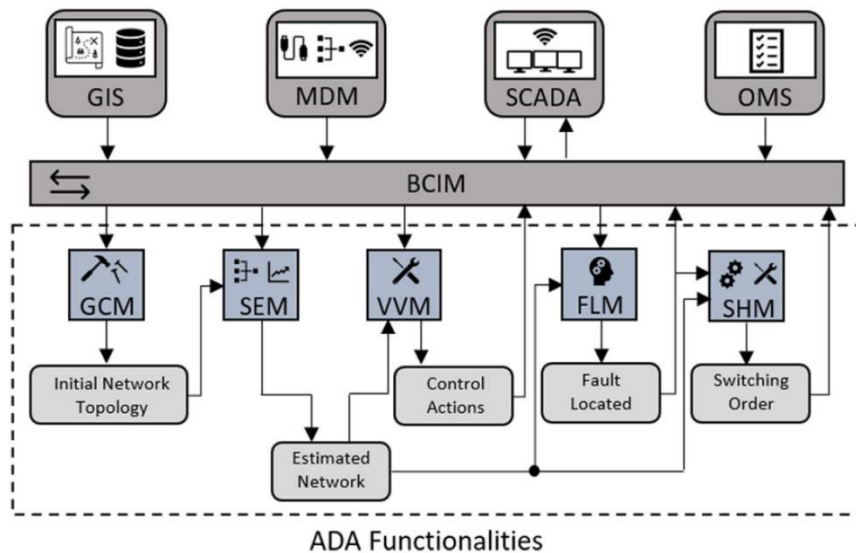 GIS
MDM
SCADA
OMS
BCIM
GCM
SEM
VVM
FLM
SHM
Initial Network
Topology
Control
Actions
Fault
Located
Switching
Order
Estimated
Network
ADA Functionalities